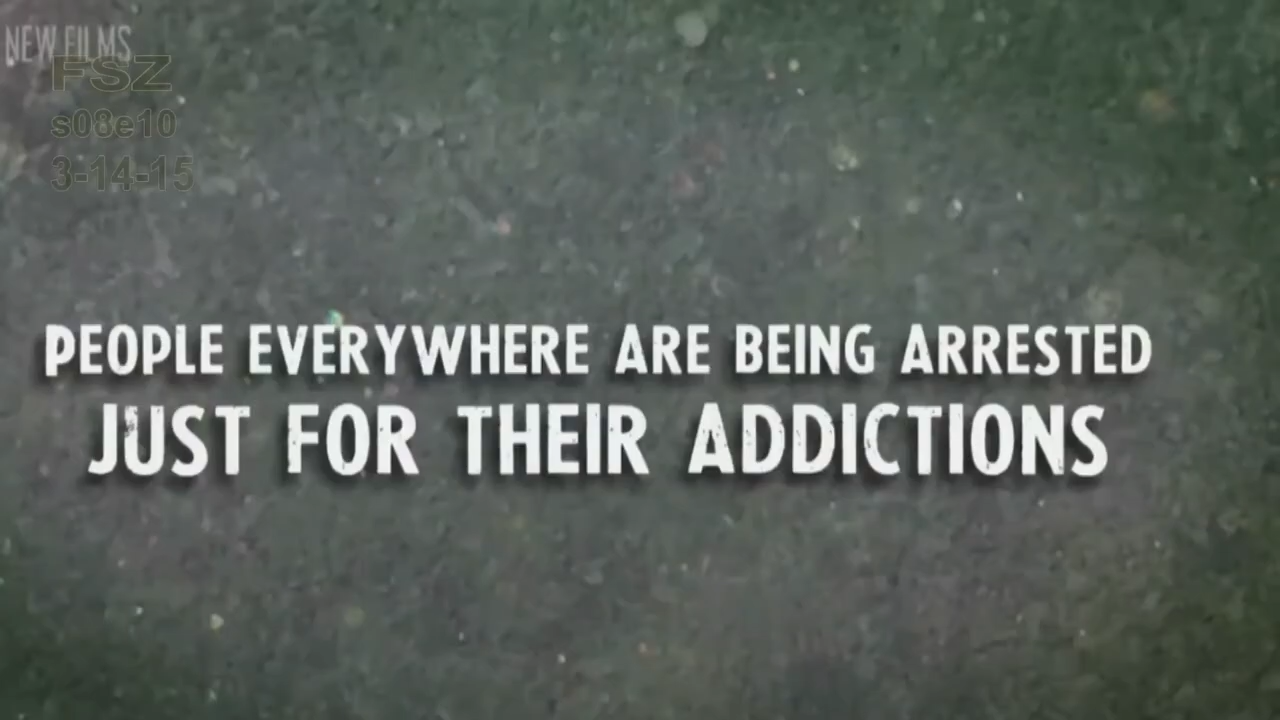 NEW FILMS
FSZ
s08e10
3-14-15
PEOPLE EVERYWHERE ARE BEING ARRESTED
JUST FOR THEIR ADDICTIONS